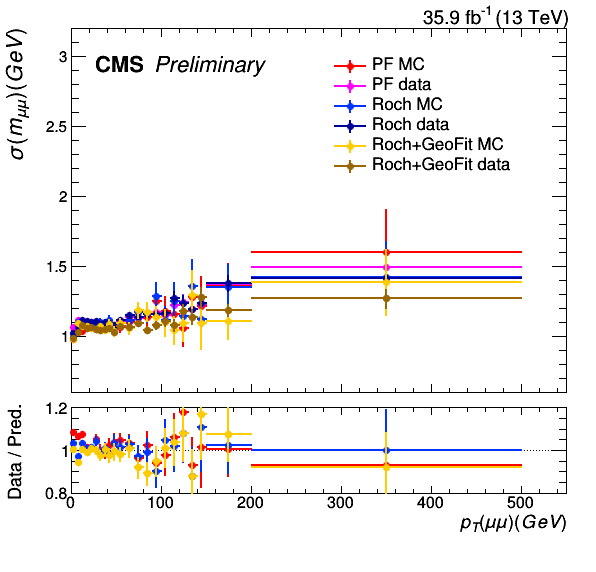 35.9 fb⁻¹ (13 TeV)
σ(m_μμ)(GeV)
CMS Preliminary
PF MC
PF data
Roch MC
Roch data
Roch+GeoFit MC
Roch+GeoFit data
3
2.5
2
1.5
1
Data / Pred.
1.2
1
0.8
0 100 200 300 400 500
p_T(μμ)(GeV)